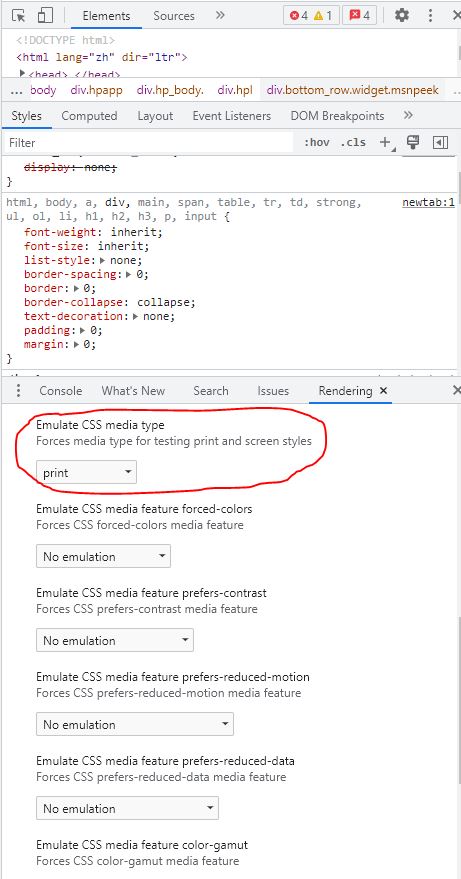 Elements Sources » 4 1 4
<!DOCTYPE html>
<html lang="zh" dir="ltr">
<head> </head>
... body div.hpapp div.hp_body. div.hpl div.bottom_row.widget.msnpeek
Styles Computed Layout Event Listeners DOM Breakpoints »
Filter :hov .cls +
display: none;
}
html, body, a, div, main, span, table, tr, td, strong, newtab:1
ul, ol, li, h1, h2, h3, p, input {
font-weight: inherit;
font-size: inherit;
list-style: none;
border-spacing: 0;
border: 0;
border-collapse: collapse;
text-decoration: none;
padding: 0;
margin: 0;
}
Console What's New Search Issues Rendering
Emulate CSS media type
Forces media type for testing print and screen styles
print
Emulate CSS media feature forced-colors
Forces CSS forced-colors media feature
No emulation
Emulate CSS media feature prefers-contrast
Forces CSS prefers-contrast media feature
No emulation
Emulate CSS media feature prefers-reduced-motion
Forces CSS prefers-reduced-motion media feature
No emulation
Emulate CSS media feature prefers-reduced-data
Forces CSS prefers-reduced-data media feature
No emulation
Emulate CSS media feature color-gamut
Forces CSS color-gamut media feature